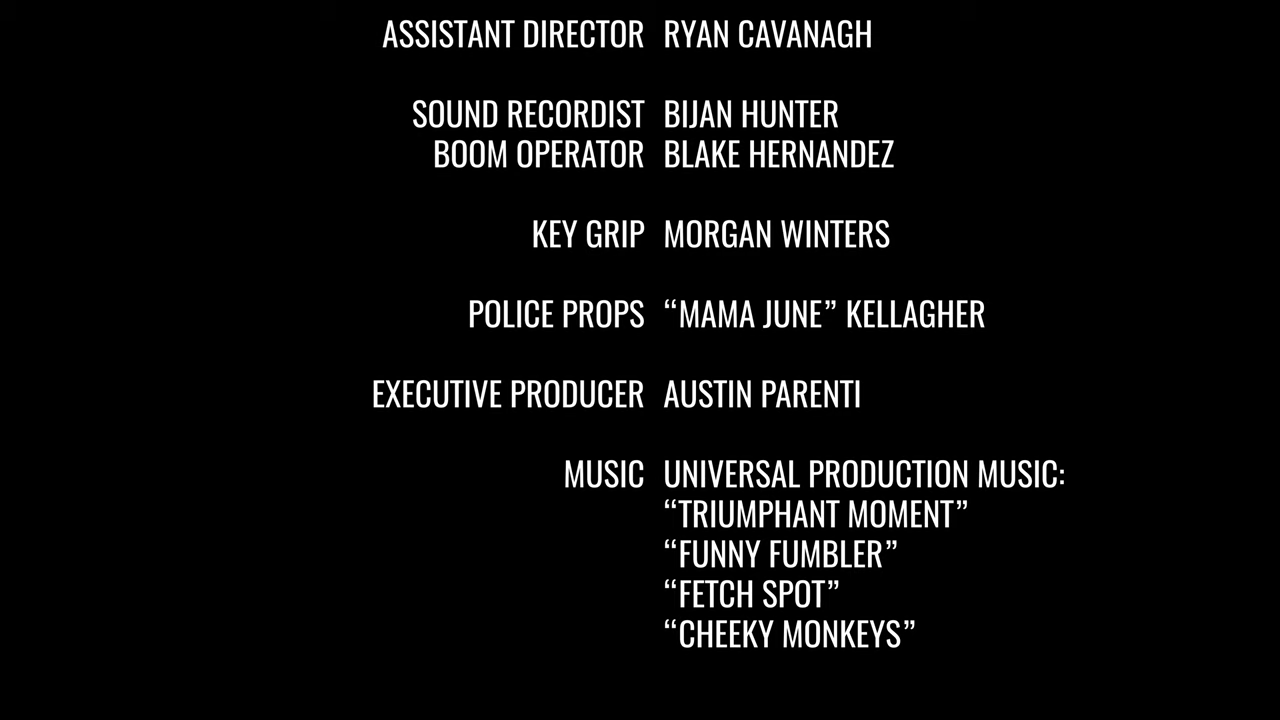 ASSISTANT DIRECTOR RYAN CAVANAGH
SOUND RECORDIST BIJAN HUNTER
BOOM OPERATOR BLAKE HERNANDEZ
KEY GRIP MORGAN WINTERS
POLICE PROPS “MAMA JUNE” KELLAGHER
EXECUTIVE PRODUCER AUSTIN PARENTI
MUSIC UNIVERSAL PRODUCTION MUSIC:
“TRIUMPHANT MOMENT”
“FUNNY FUMBLER”
“FETCH SPOT”
“CHEEKY MONKEYS”